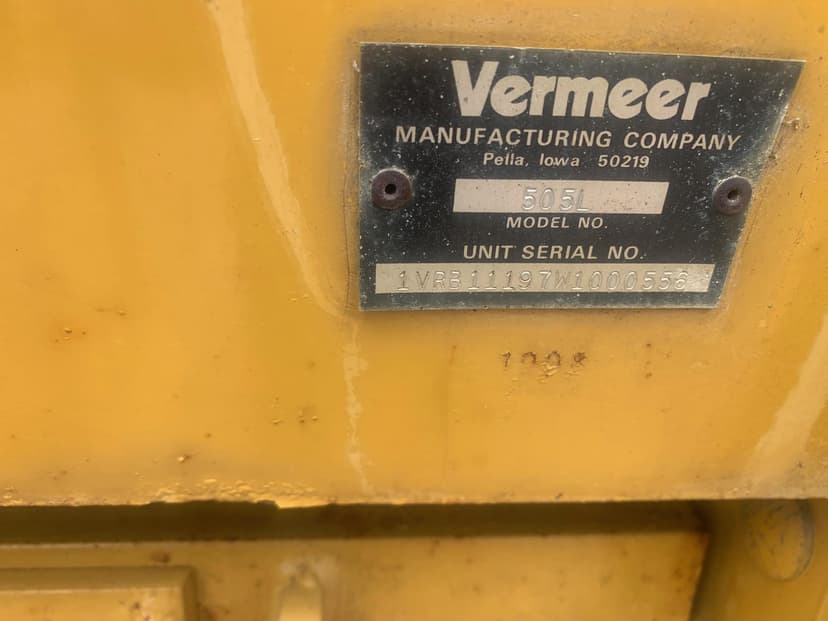 Vermeer
MANUFACTURING COMPANY
Pella, Iowa 50219
505L
MODEL NO.
UNIT SERIAL NO.
1VRB11197W1000556
1998